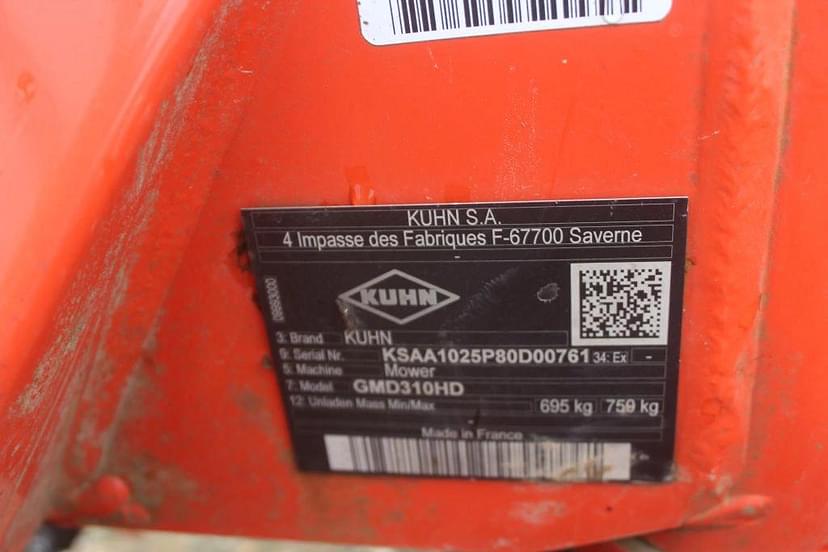 KUHN S.A.
4 Impasse des Fabriques F-67700 Saverne
-
KUHN
0993000
3: Brand KUHN
9: Serial Nr. KSAA1025P80D00761 34: Ex -
5: Machine Mower
7: Model GMD310HD
12: Unladen Mass Min/Max 695 kg 759 kg
Made in France